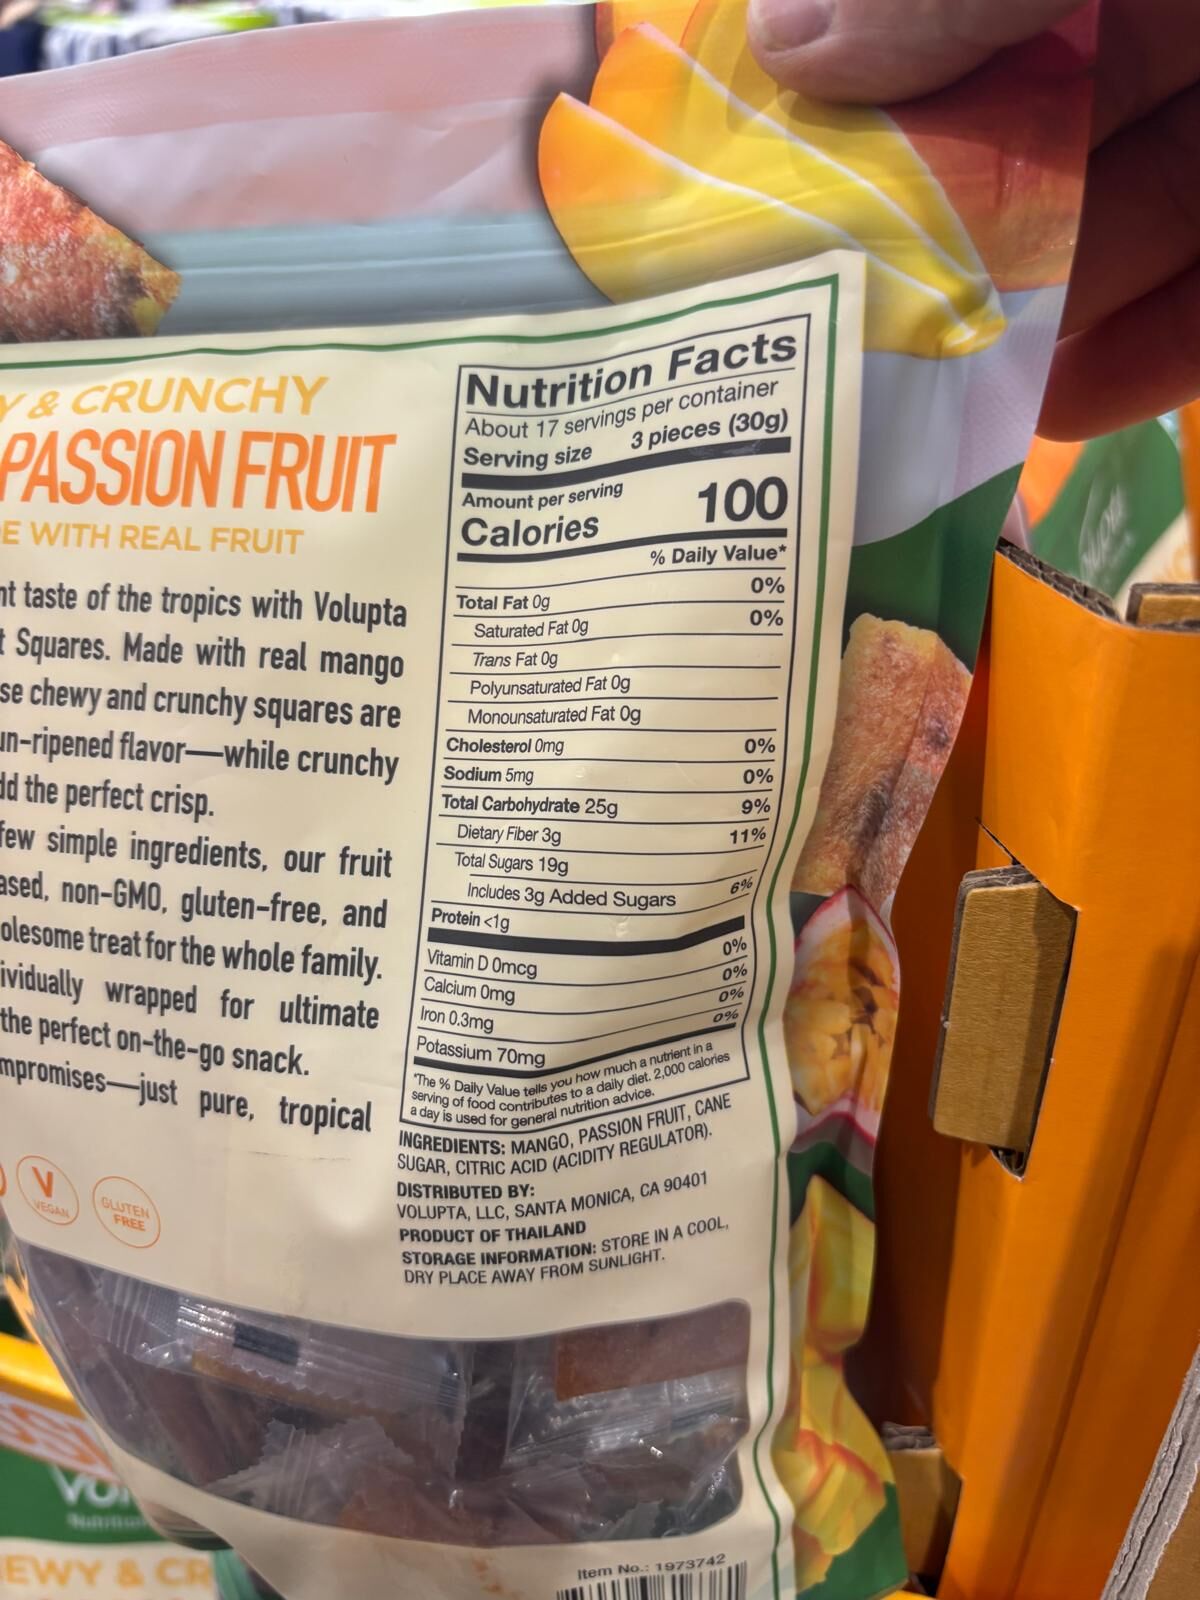 Y & CRUNCHY
PASSION FRUIT
E WITH REAL FRUIT
nt taste of the tropics with Volupta
t Squares. Made with real mango
se chewy and crunchy squares are
un-ripened flavor—while crunchy
dd the perfect crisp.
few simple ingredients, our fruit
ased, non-GMO, gluten-free, and
olesome treat for the whole family.
ividually wrapped for ultimate
the perfect on-the-go snack.
mpromises—just pure, tropical
V
VEGAN
GLUTEN
FREE
Nutrition Facts
About 17 servings per container
Serving size 3 pieces (30g)
Amount per serving
Calories 100
% Daily Value*
Total Fat 0g 0%
Saturated Fat 0g 0%
Trans Fat 0g
Polyunsaturated Fat 0g
Monounsaturated Fat 0g
Cholesterol 0mg 0%
Sodium 5mg 0%
Total Carbohydrate 25g 9%
Dietary Fiber 3g 11%
Total Sugars 19g
Includes 3g Added Sugars 6%
Protein <1g
Vitamin D 0mcg 0%
Calcium 0mg 0%
Iron 0.3mg 0%
Potassium 70mg 0%
*The % Daily Value tells you how much a nutrient in a
serving of food contributes to a daily diet. 2,000 calories
a day is used for general nutrition advice.
INGREDIENTS: MANGO, PASSION FRUIT, CANE
SUGAR, CITRIC ACID (ACIDITY REGULATOR).
DISTRIBUTED BY:
VOLUPTA, LLC, SANTA MONICA, CA 90401
PRODUCT OF THAILAND
STORAGE INFORMATION: STORE IN A COOL,
DRY PLACE AWAY FROM SUNLIGHT.
Item No.: 1973742
EWY & CR